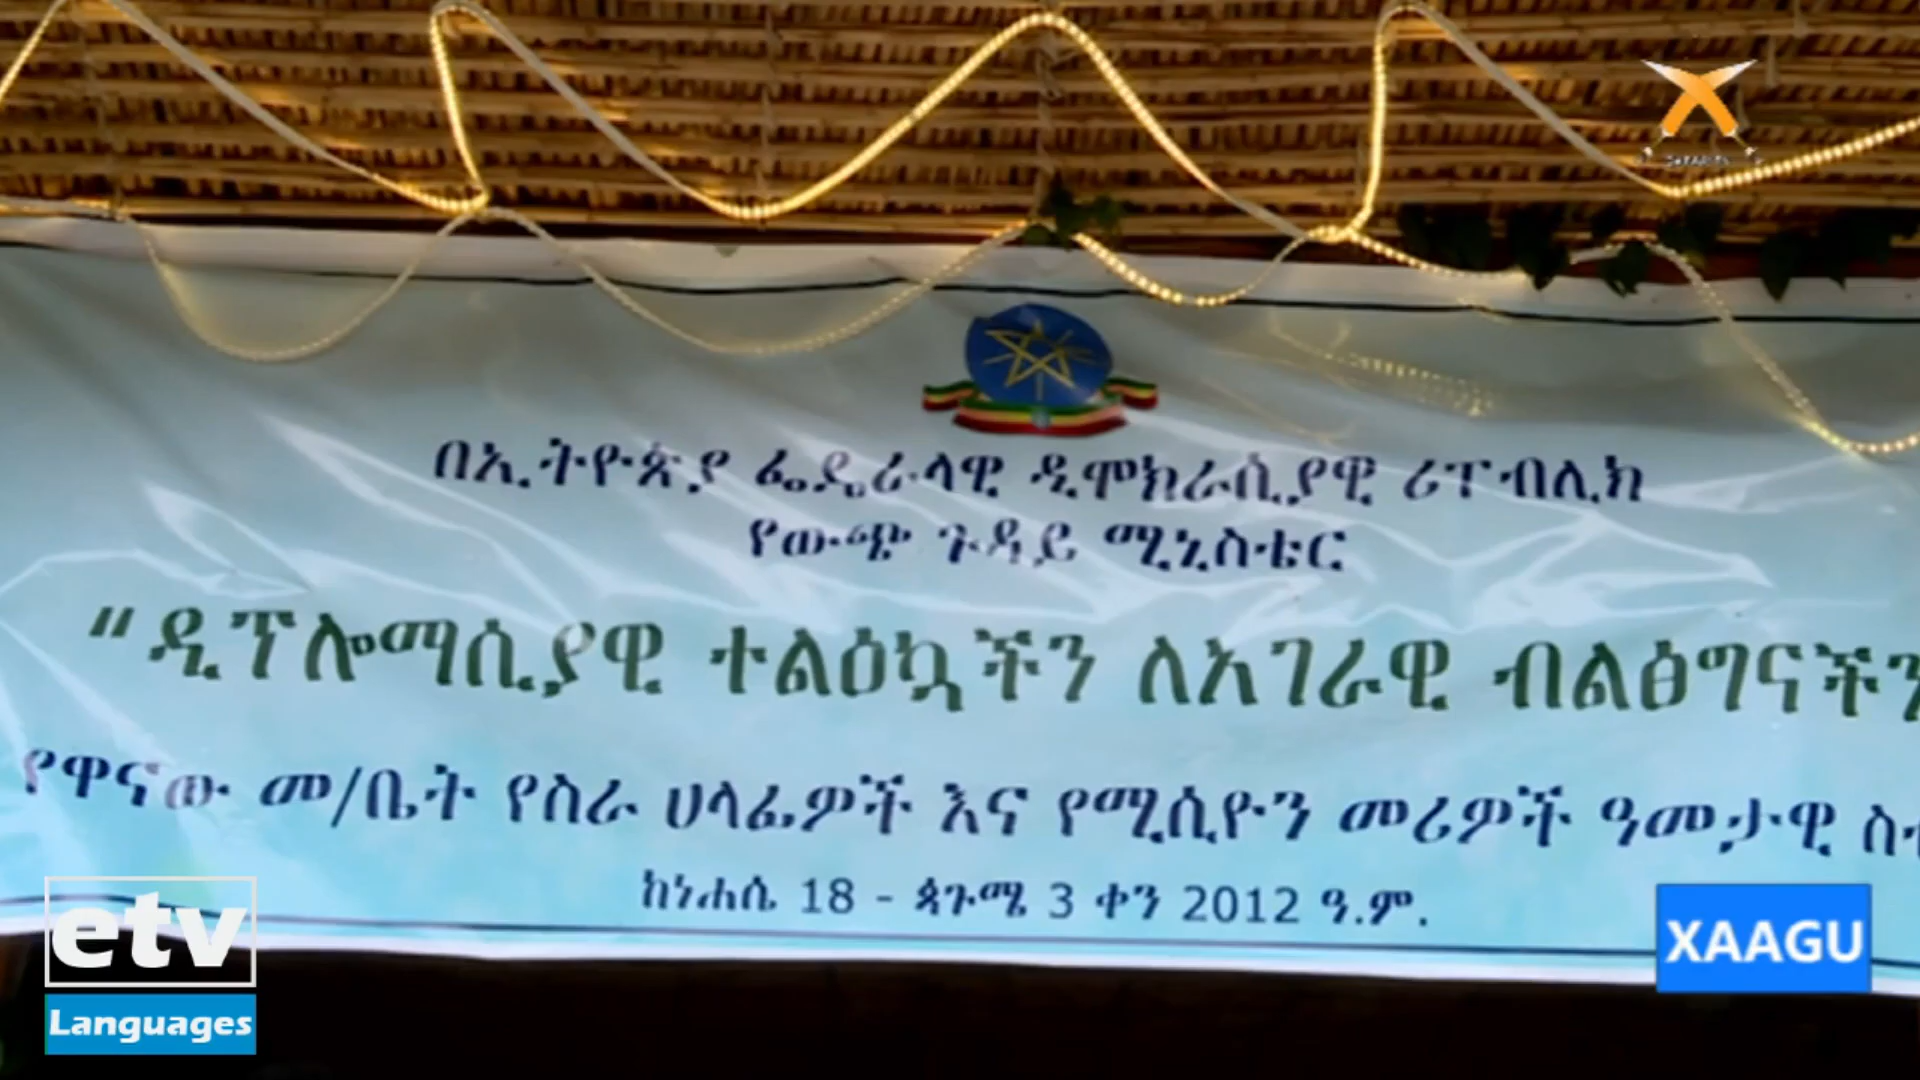 በኢትዮጵያ ፌዴራላዊ ዲሞክራሲያዊ ሪፐብሊክ
የውጭ ጉዳይ ሚኒስቴር
“ዲፕሎማሲያዊ ተልዕኳችን ለአገራዊ ብልፅግናችን
የዋናው መ/ቤት የስራ ሀላፊዎች እና የሚሲዮን መሪዎች ዓመታዊ
ከነሐሴ 18 - ጳጉሜ 3 ቀን 2012 ዓ.ም.
etv
Languages
XAAGU